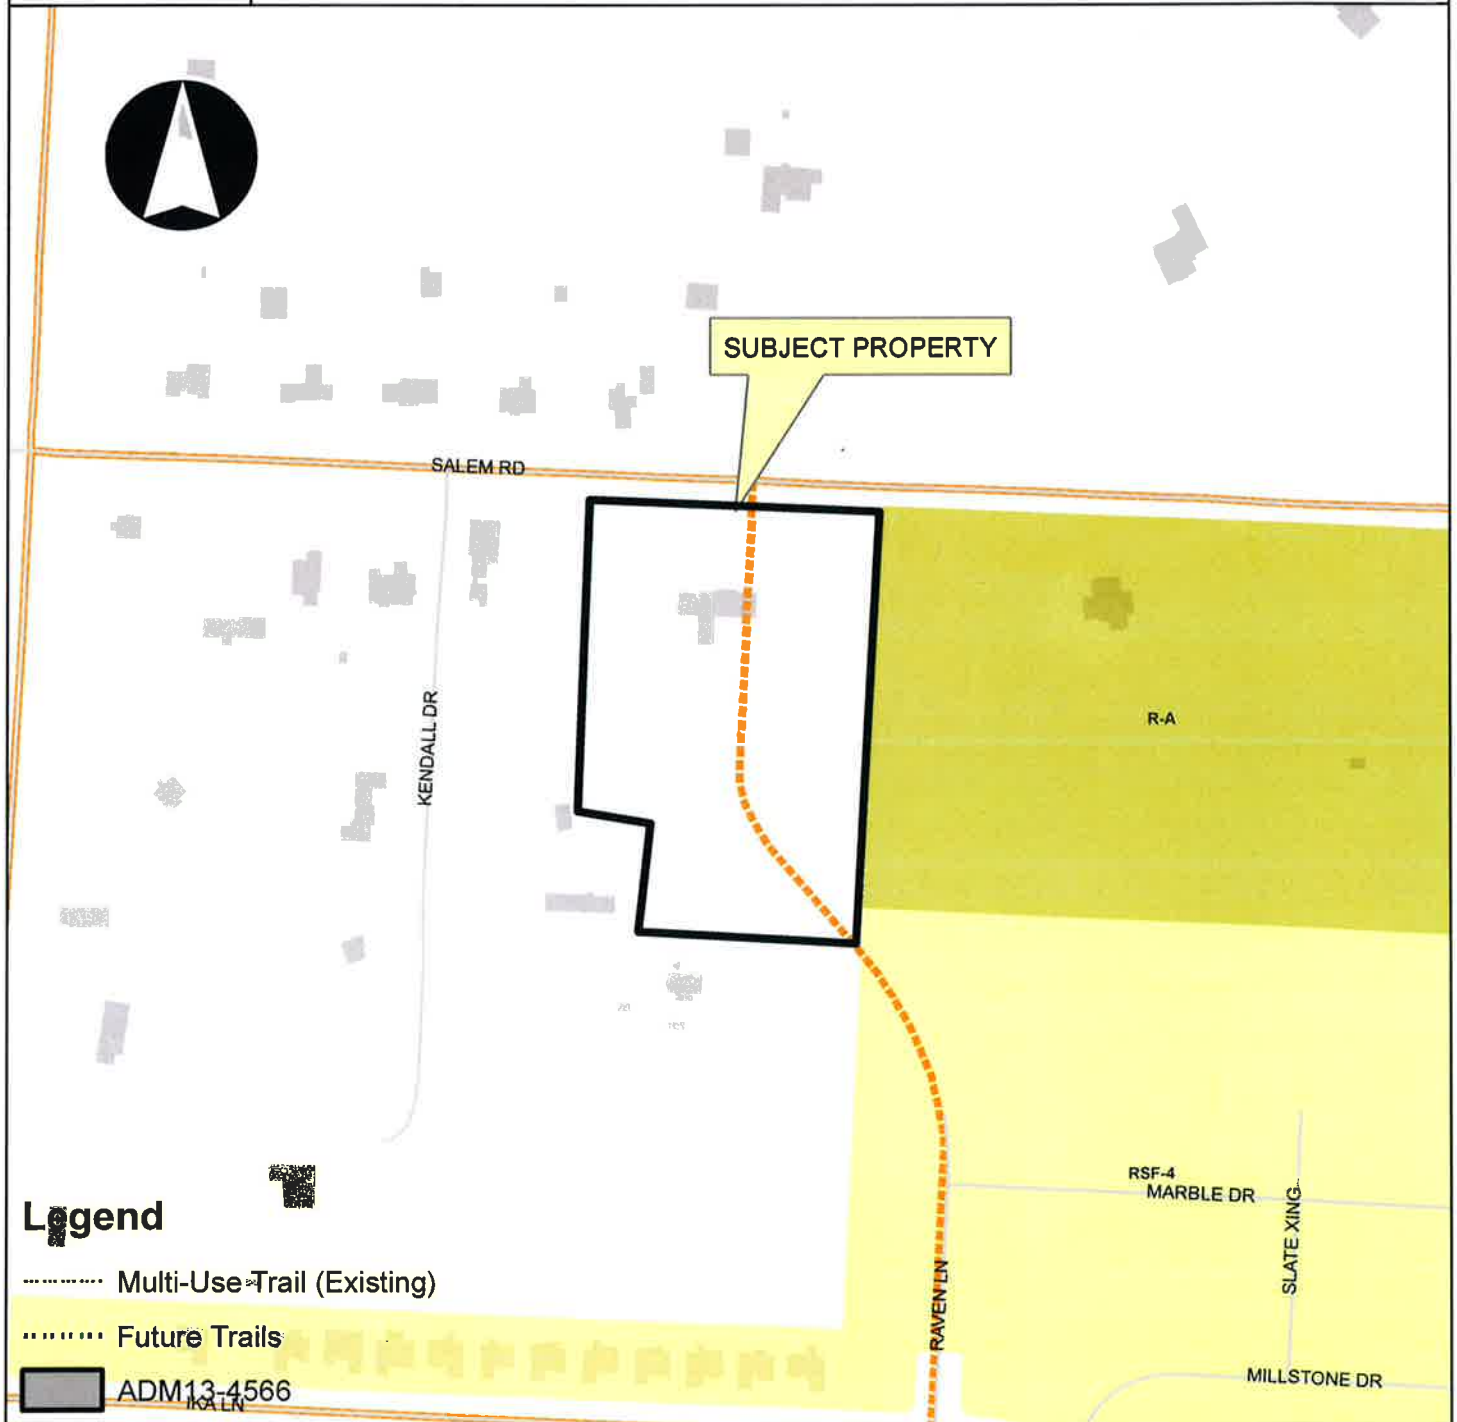 SUBJECT PROPERTY
SALEM RD
KENDALL DR
R-A
RSF-4
MARBLE DR
SLATE XING
RAVEN LN
MILLSTONE DR
Legend
Multi-Use Trail (Existing)
Future Trails
ADM13-4566
IKA LN